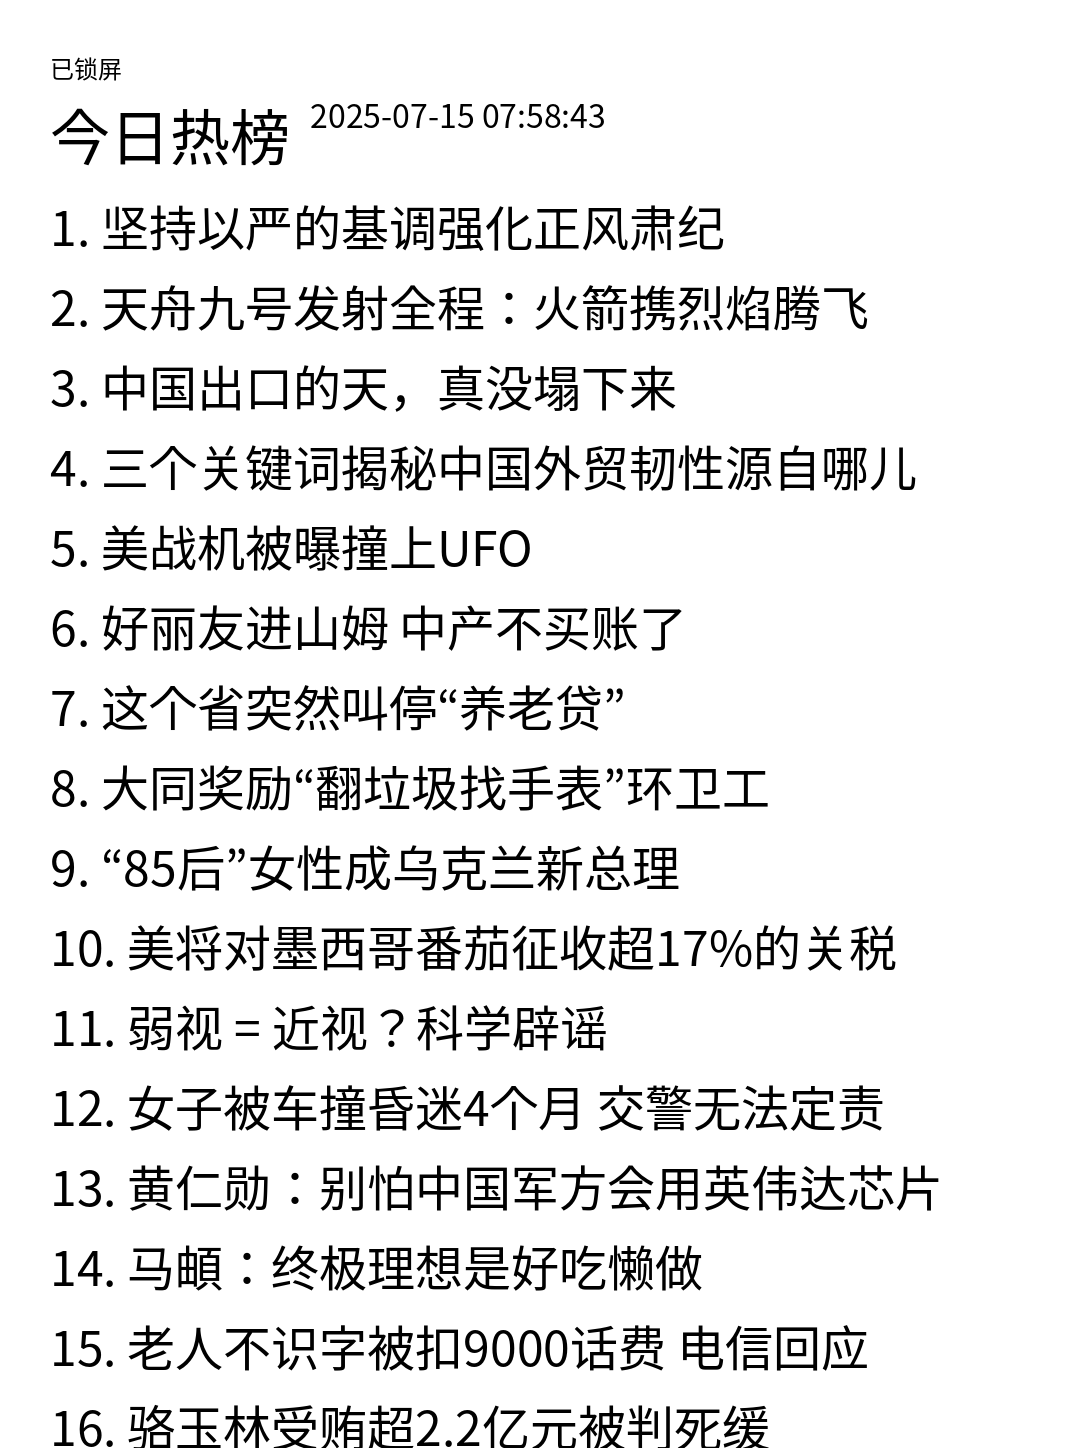 已锁屏
今日热榜 2025-07-15 07:58:43
1. 坚持以严的基调强化正风肃纪
2. 天舟九号发射全程：火箭携烈焰腾飞
3. 中国出口的天，真没塌下来
4. 三个关键词揭秘中国外贸韧性源自哪儿
5. 美战机被曝撞上UFO
6. 好丽友进山姆 中产不买账了
7. 这个省突然叫停“养老贷”
8. 大同奖励“翻垃圾找手表”环卫工
9. “85后”女性成乌克兰新总理
10. 美将对墨西哥番茄征收超17%的关税
11. 弱视 = 近视？科学辟谣
12. 女子被车撞昏迷4个月 交警无法定责
13. 黄仁勋：别怕中国军方会用英伟达芯片
14. 马頔：终极理想是好吃懒做
15. 老人不识字被扣9000话费 电信回应
16. 骆玉林受贿超2.2亿元被判死缓